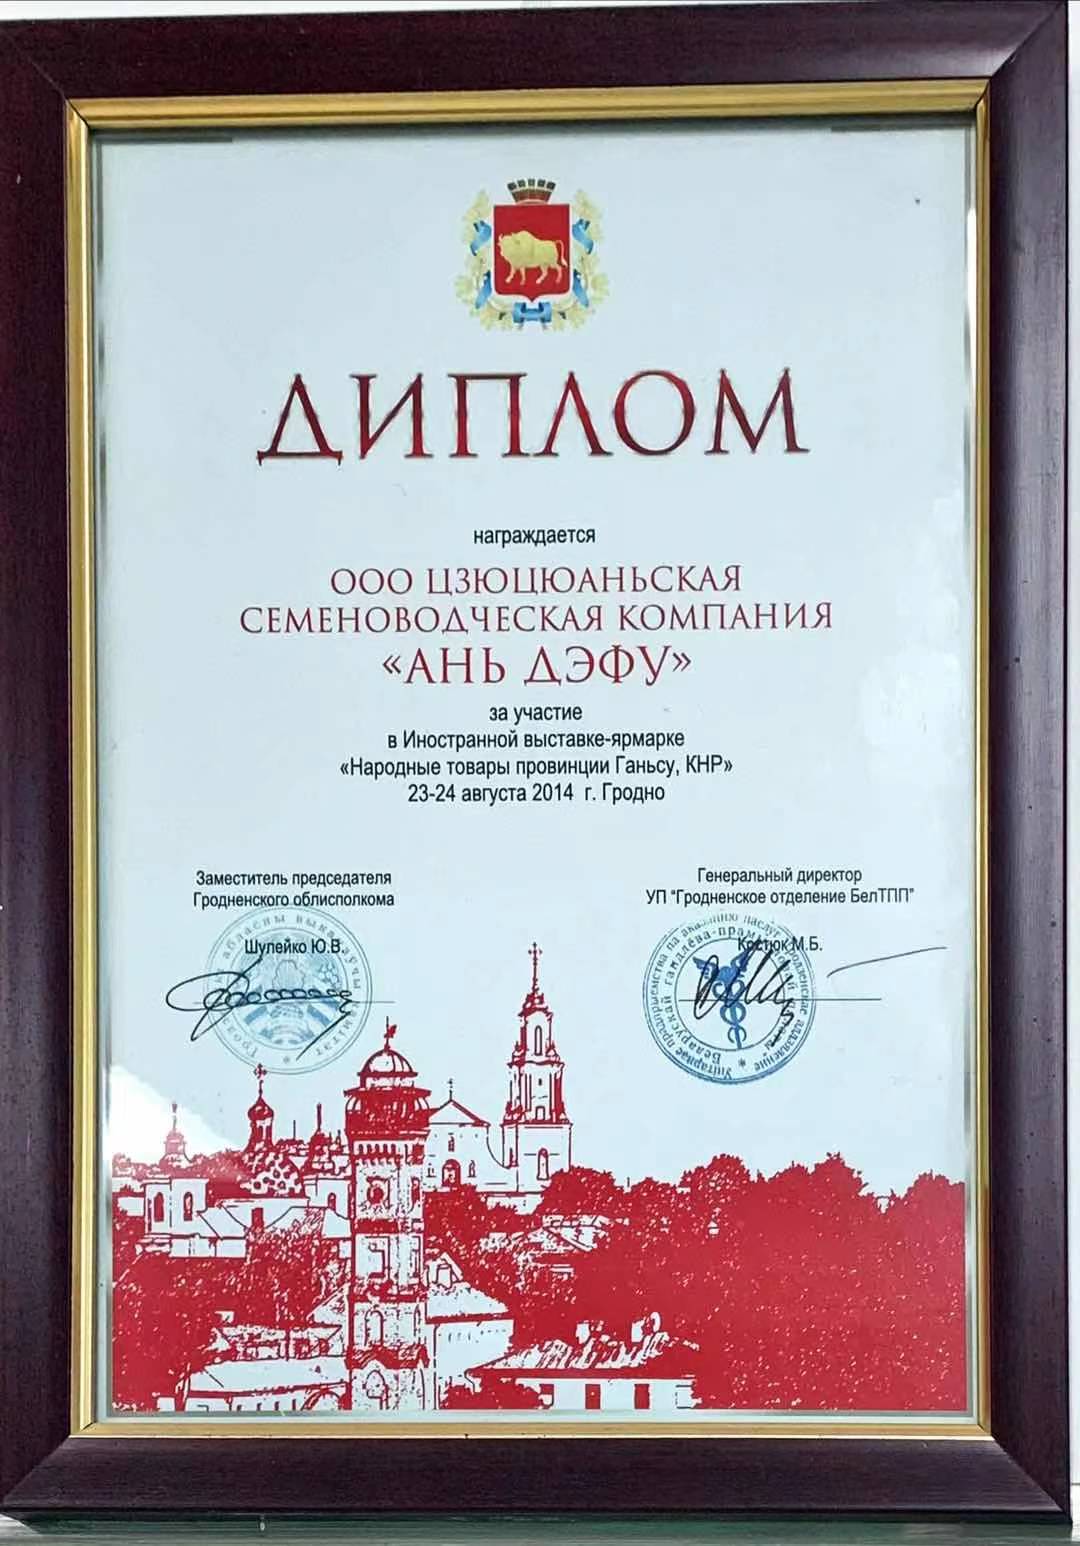 ДИПЛОМ
награждается
ООО ЦЗЮЦЮАНЬСКАЯ
СЕМЕНОВОДЧЕСКАЯ КОМПАНИЯ
«АНЬ ДЭФУ»
за участие
в Иностранной выставке-ярмарке
«Народные товары провинции Ганьсу, КНР»
23-24 августа 2014 г. Гродно
Заместитель председателя
Гродненского облисполкома
Шулейко Ю.В.
Генеральный директор
УП "Гродненское отделение БелТПП"
Костюк М.Б.